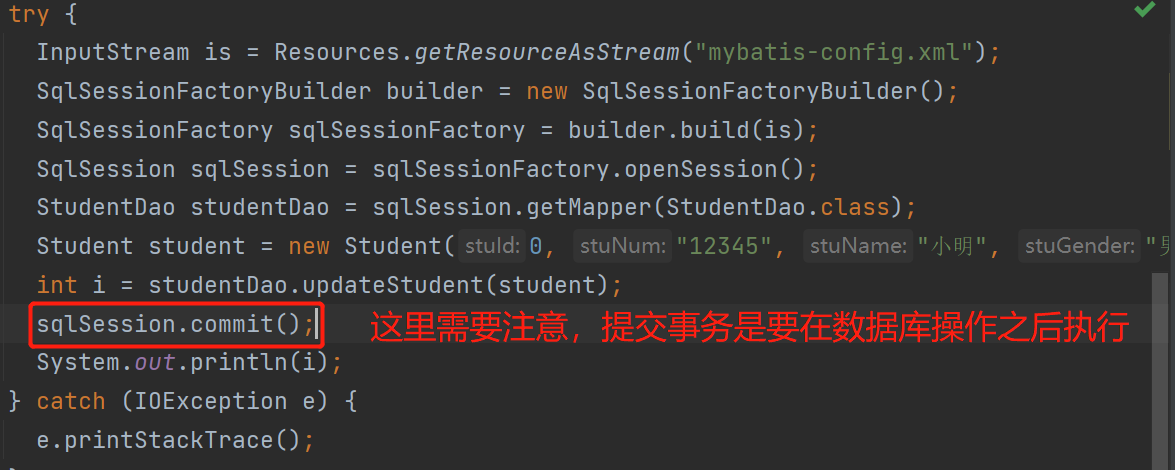 try {
InputStream is = Resources.getResourceAsStream("mybatis-config.xml");
SqlSessionFactoryBuilder builder = new SqlSessionFactoryBuilder();
SqlSessionFactory sqlSessionFactory = builder.build(is);
SqlSession sqlSession = sqlSessionFactory.openSession();
StudentDao studentDao = sqlSession.getMapper(StudentDao.class);
Student student = new Student( stuId: 0, stuNum: "12345", stuName: "小明", stuGender: "男
int i = studentDao.updateStudent(student);
sqlSession.commit(); 这里需要注意，提交事务是要在数据库操作之后执行
System.out.println(i);
} catch (IOException e) {
e.printStackTrace();